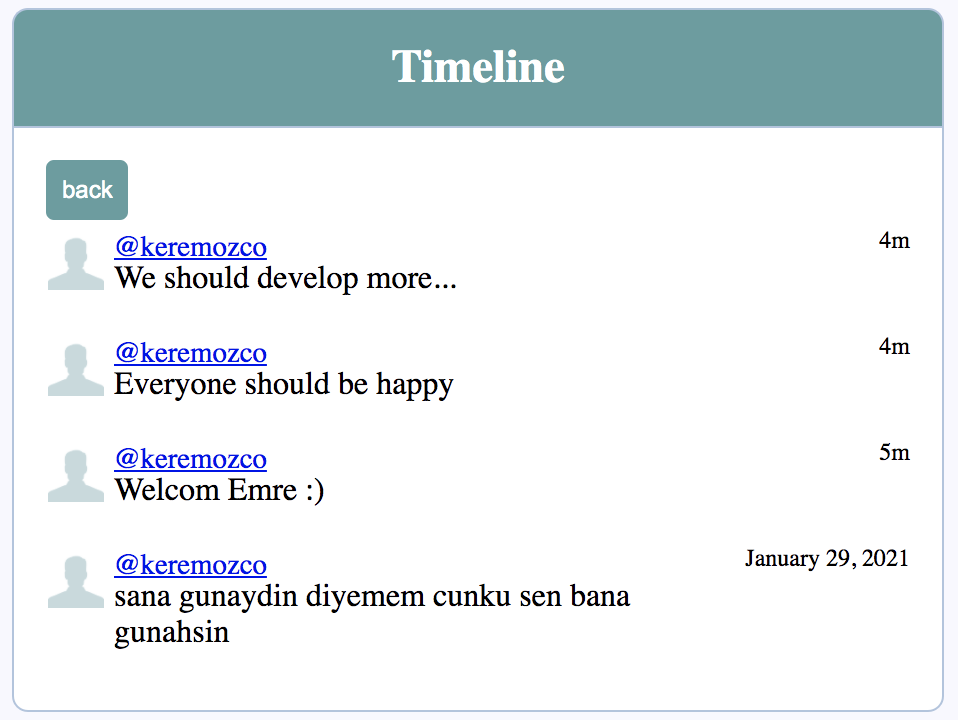 Timeline
back
@keremozco 4m
We should develop more...
@keremozco 4m
Everyone should be happy
@keremozco 5m
Welcom Emre :)
@keremozco January 29, 2021
sana gunaydin diyemem cunku sen bana
gunahsin